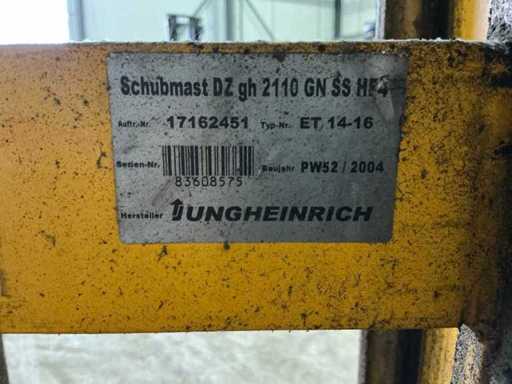 Schubmast DZ gh 2110 GN SS HE4
Auftr.-Nr. 17162451 Typ-Nr. ET 14-16
Serien-Nr. 83608575 Baujahr PW52 / 2004
Hersteller JUNGHEINRICH